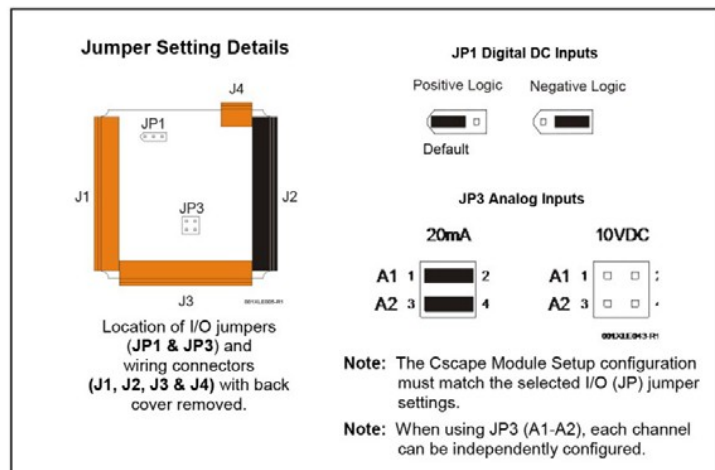 Jumper Setting Details
J4
JP1
J1
J2
JP3
J3
Location of I/O jumpers
(JP1 & JP3) and
wiring connectors
(J1, J2, J3 & J4) with back
cover removed.
JP1 Digital DC Inputs
Positive Logic Negative Logic
Default
JP3 Analog Inputs
20mA 10VDC
A1 1 2 A1 1
A2 3 4 A2 3
Note: The Cscape Module Setup configuration
must match the selected I/O (JP) jumper
settings.
Note: When using JP3 (A1-A2), each channel
can be independently configured.